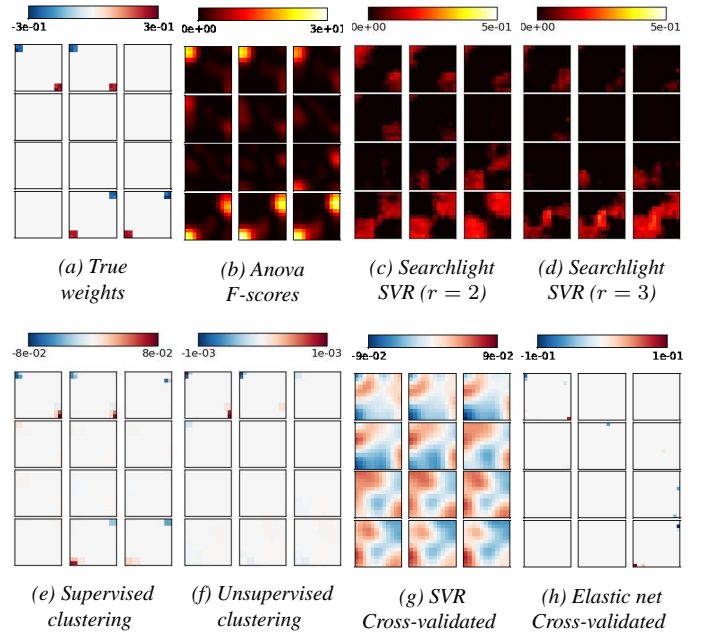 -3e-01 3e-01
0e+00 3e+01
0e+00 5e-01
0e+00 5e-01
(a) True
weights
(b) Anova
F-scores
(c) Searchlight
SVR (r = 2)
(d) Searchlight
SVR (r = 3)
-8e-02 8e-02
-1e-03 1e-03
-9e-02 9e-02
-1e-01 1e-01
(e) Supervised
clustering
(f) Unsupervised
clustering
(g) SVR
Cross-validated
(h) Elastic net
Cross-validated